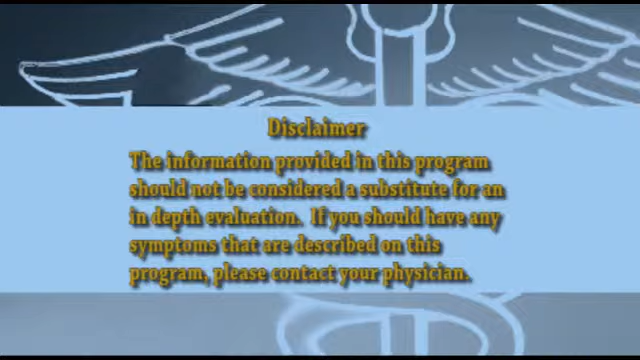 Disclaimer
The information provided in this program
should not be considered a substitute for an
in depth evaluation.  If you should have any
symptoms that are described on this
program, please contact your physician.